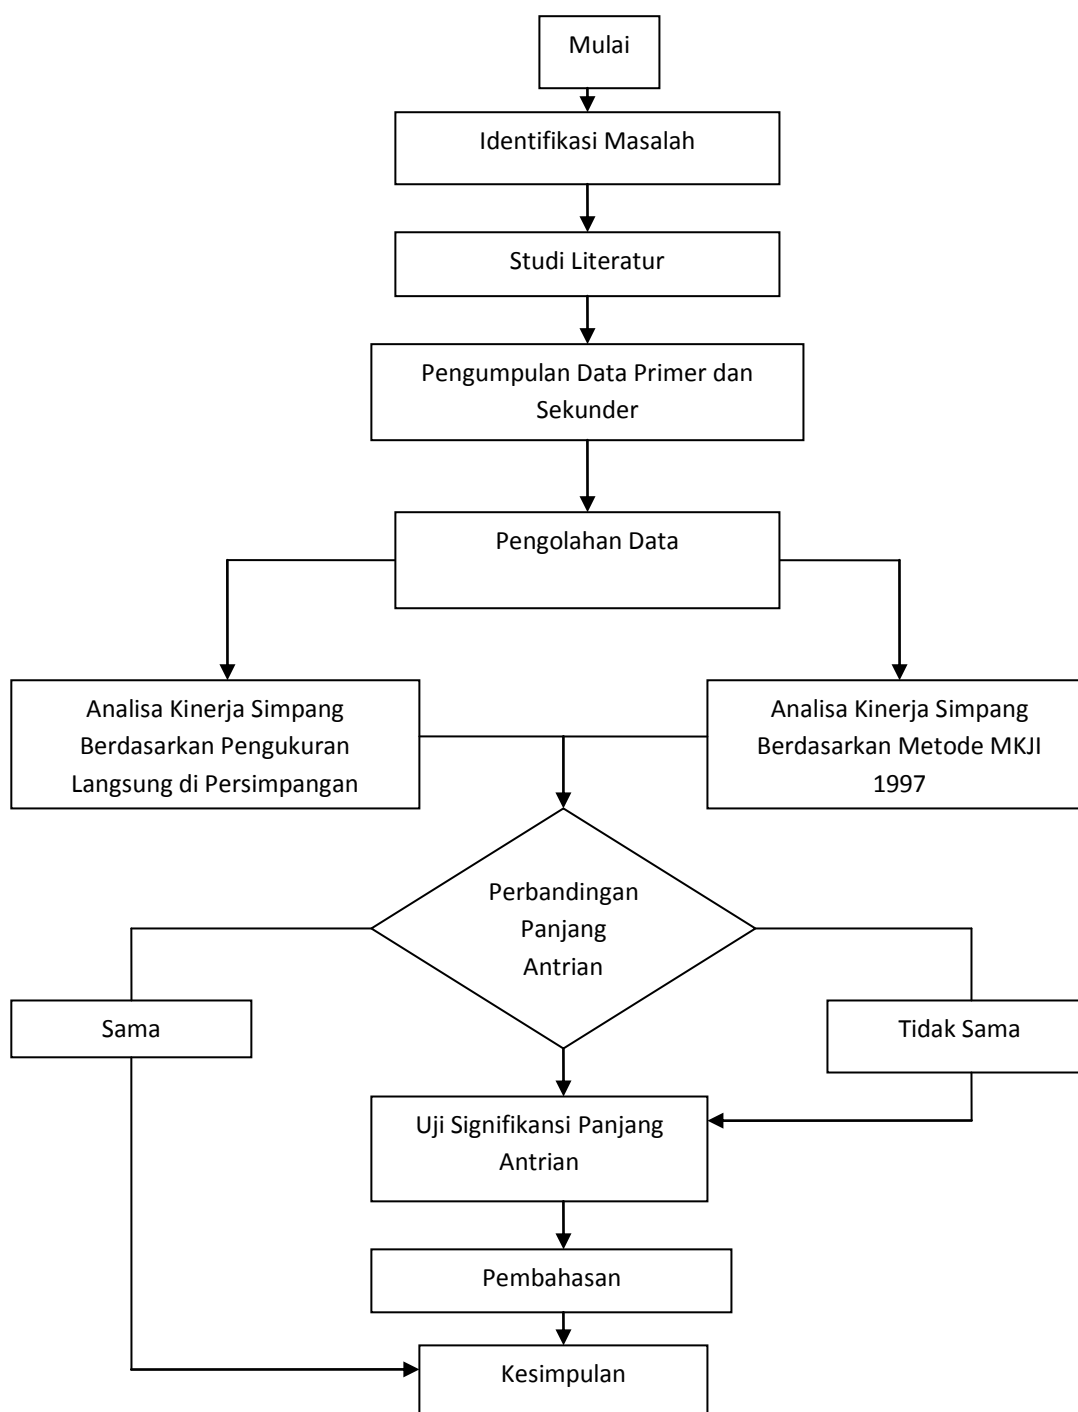 Mulai
Identifikasi Masalah
Studi Literatur
Pengumpulan Data Primer dan
Sekunder
Pengolahan Data
Analisa Kinerja Simpang
Berdasarkan Pengukuran
Langsung di Persimpangan
Analisa Kinerja Simpang
Berdasarkan Metode MKJI
1997
Perbandingan
Panjang
Antrian
Sama
Tidak Sama
Uji Signifikansi Panjang
Antrian
Pembahasan
Kesimpulan